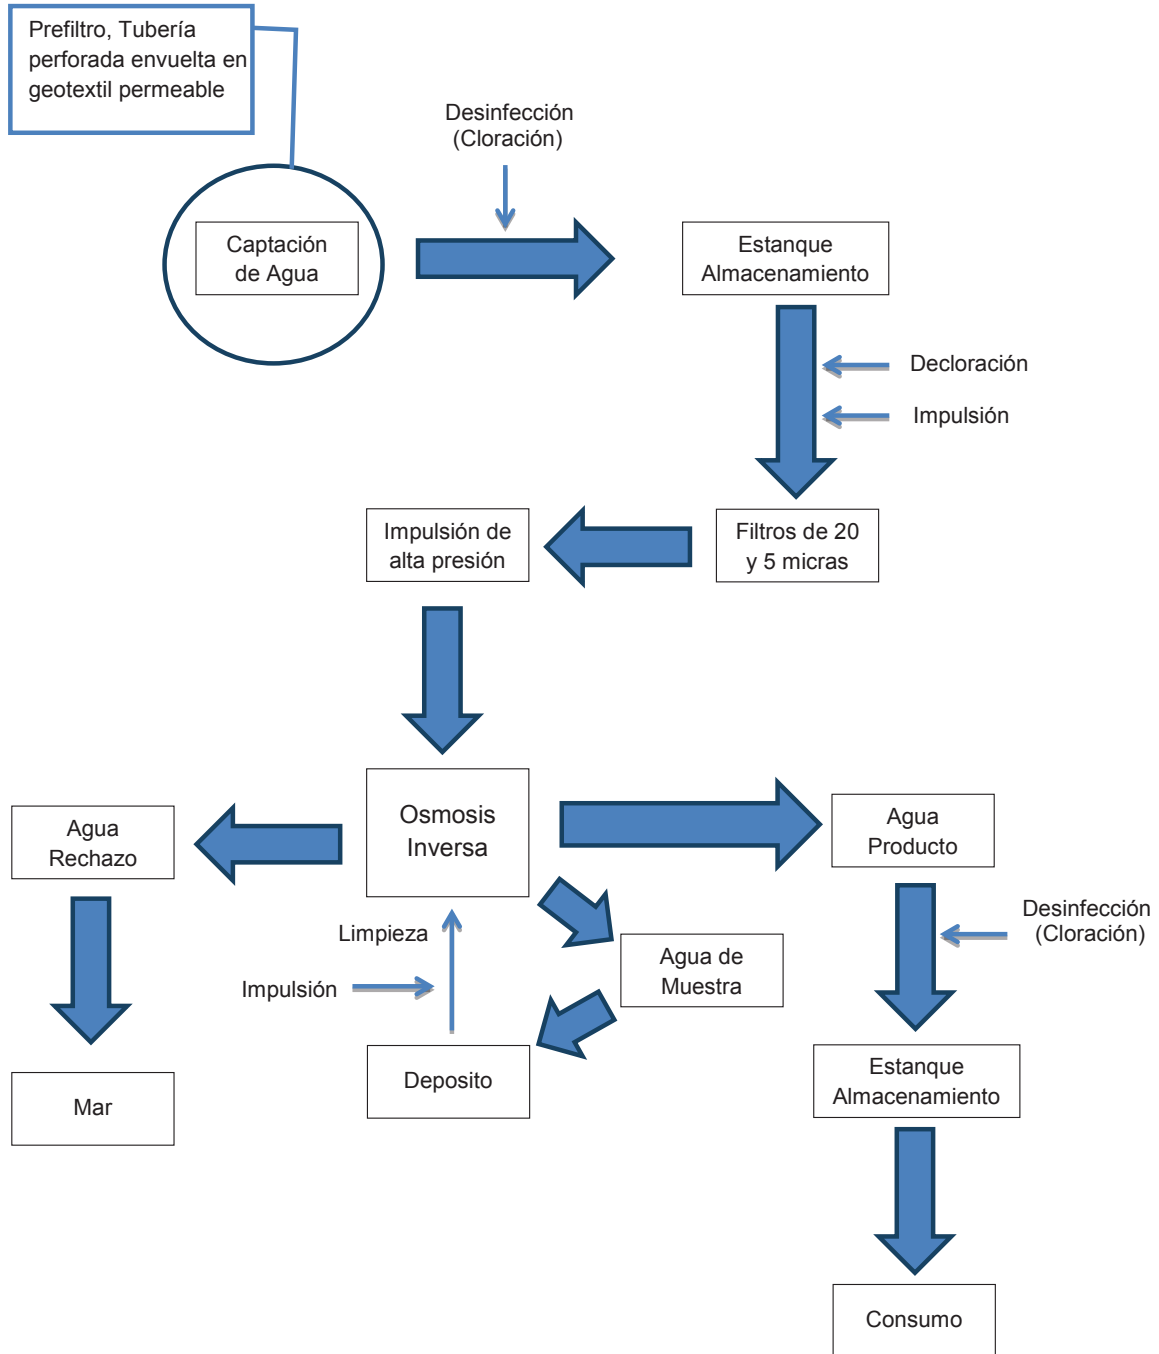 Prefiltro, Tubería
perforada envuelta en
geotextil permeable
Desinfección
(Cloración)
Captación
de Agua
Estanque
Almacenamiento
Decloración
Impulsión
Impulsión de
alta presión
Filtros de 20
y 5 micras
Osmosis
Inversa
Agua
Rechazo
Agua
Producto
Limpieza
Desinfección
(Cloración)
Agua de
Muestra
Impulsión
Deposito
Estanque
Almacenamiento
Mar
Consumo